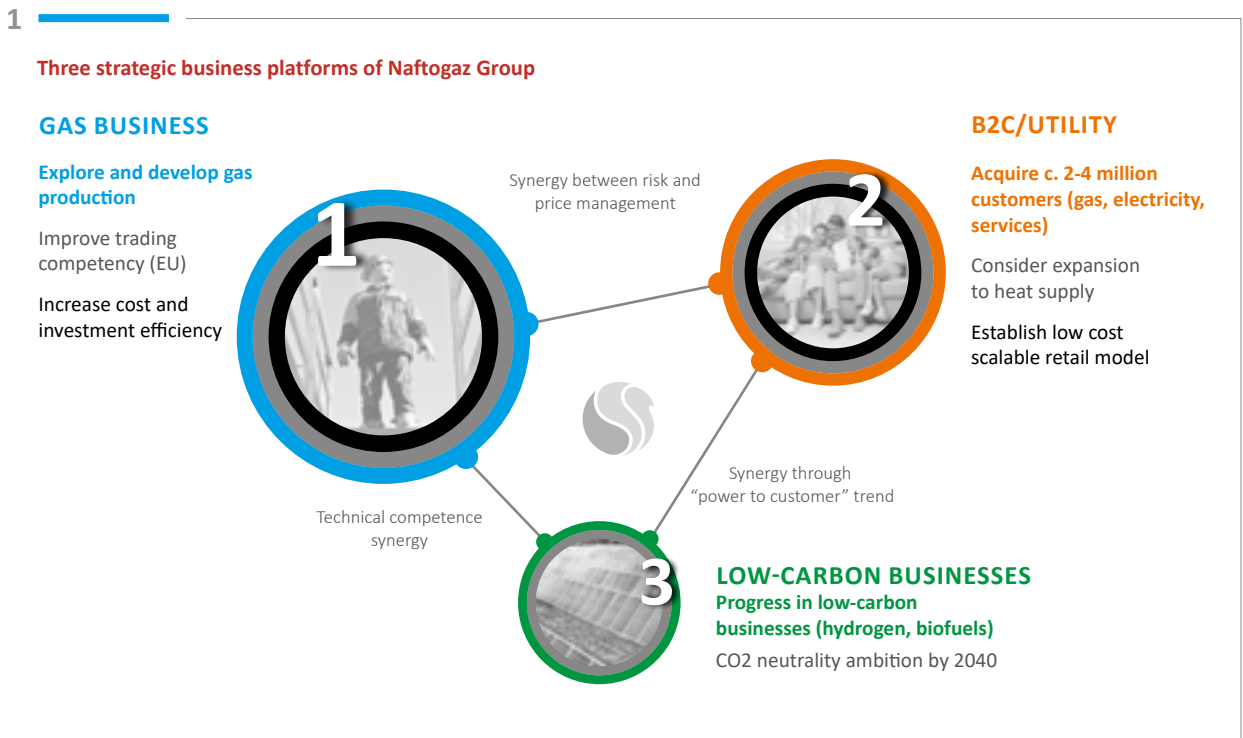 1
Three strategic business platforms of Naftogaz Group
GAS BUSINESS
Explore and develop gas
production
Improve trading
competency (EU)
Increase cost and
investment efficiency
1
Synergy between risk and
price management
2
B2C/UTILITY
Acquire c. 2-4 million
customers (gas, electricity,
services)
Consider expansion
to heat supply
Establish low cost
scalable retail model
Technical competence
synergy
Synergy through
“power to customer” trend
3
LOW-CARBON BUSINESSES
Progress in low-carbon
businesses (hydrogen, biofuels)
CO2 neutrality ambition by 2040